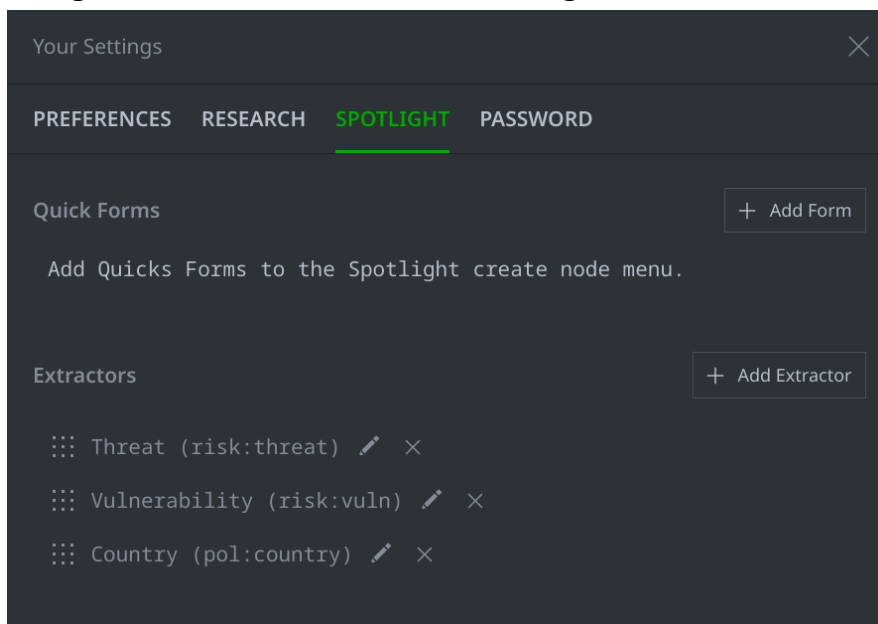 Your Settings
PREFERENCES RESEARCH SPOTLIGHT PASSWORD
Quick Forms
+ Add Form
Add Quicks Forms to the Spotlight create node menu.
Extractors
+ Add Extractor
Threat (risk:threat)
Vulnerability (risk:vuln)
Country (pol:country)